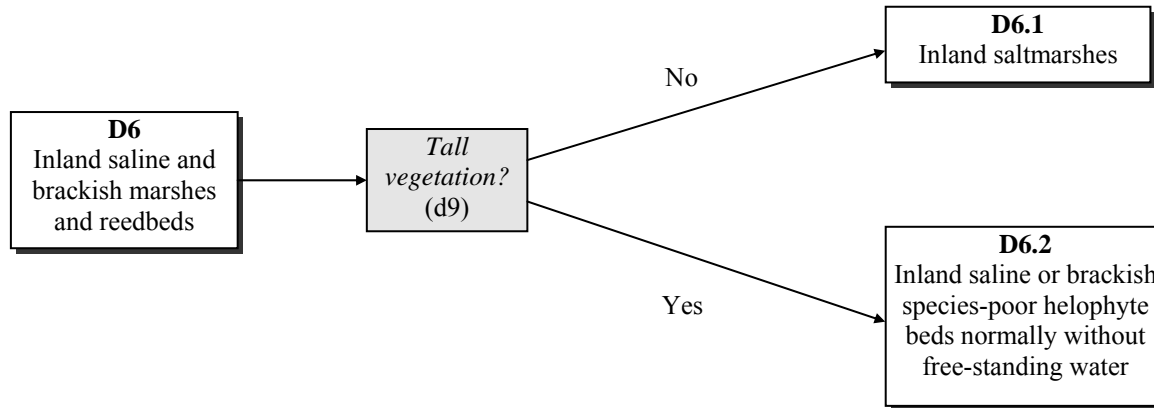 D6
Inland saline and
brackish marshes
and reedbeds
Tall
vegetation?
(d9)
No
Yes
D6.1
Inland saltmarshes
D6.2
Inland saline or brackish
species-poor helophyte
beds normally without
free-standing water